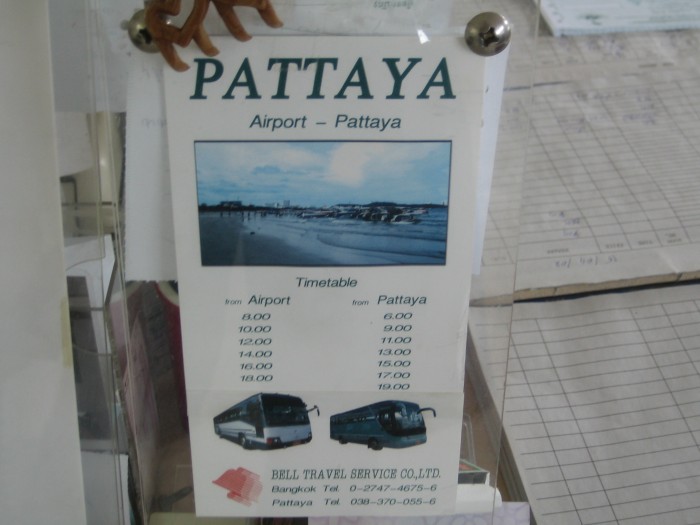 PATTAYA
Airport – Pattaya
Timetable
from Airport from Pattaya
8.00 6.00
10.00 9.00
12.00 11.00
14.00 13.00
16.00 15.00
18.00 17.00
19.00
BELL TRAVEL SERVICE CO.,LTD.
Bangkok Tel. 0-2747-4675-6
Pattaya Tel. 038-370-055-6